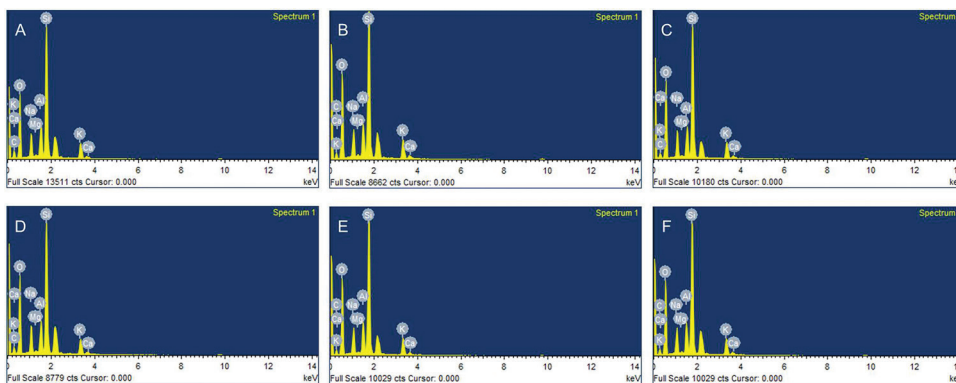 A
Spectrum 1
Si
O
K
Al
Ca
Na
Mg
C
K
Ca
0 2 4 6 8 10 12 14
Full Scale 13511 cts Cursor: 0.000 keV
B
Spectrum 1
Si
O
Al
C
Na
Ca
Mg
K
K
Ca
0 2 4 6 8 10 12 14
Full Scale 8662 cts Cursor: 0.000 keV
C
Spectrum 1
Si
O
Ca
Na
Al
Mg
K
C
K
Ca
0 2 4 6 8 10 12
Full Scale 10180 cts Cursor: 0.000 ke
D
Spectrum 1
Si
O
Ca
Na
Al
Mg
K
C
K
Ca
0 2 4 6 8 10 12 14
Full Scale 8779 cts Cursor: 0.000 keV
E
Spectrum 1
Si
O
Al
C
Na
Ca
Mg
K
K
Ca
0 2 4 6 8 10 12 14
Full Scale 10029 cts Cursor: 0.000 keV
F
Spectrum 1
Si
O
Al
C
Na
Ca
Mg
K
K
Ca
0 2 4 6 8 10 12
Full Scale 10029 cts Cursor: 0.000 ke